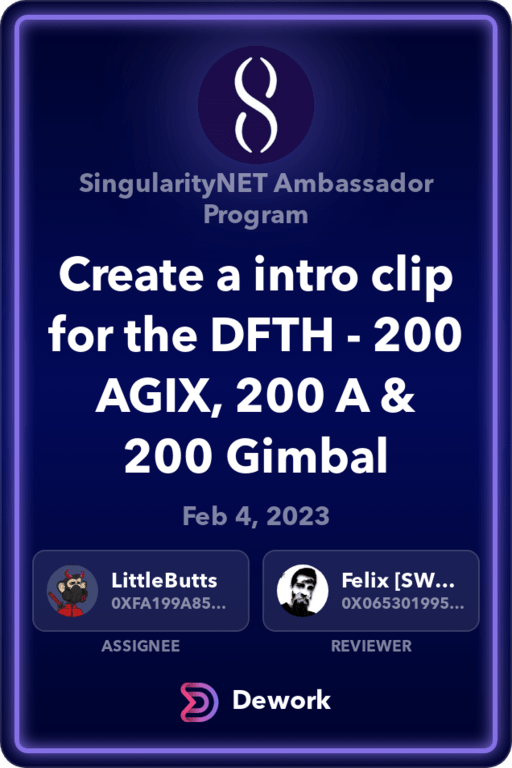 SingularityNET Ambassador
Program
Create a intro clip
for the DFTH - 200
AGIX, 200 A &
200 Gimbal
Feb 4, 2023
LittleButts
0XFA199A85...
ASSIGNEE
Felix [SW...
0X065301995...
REVIEWER
Dework